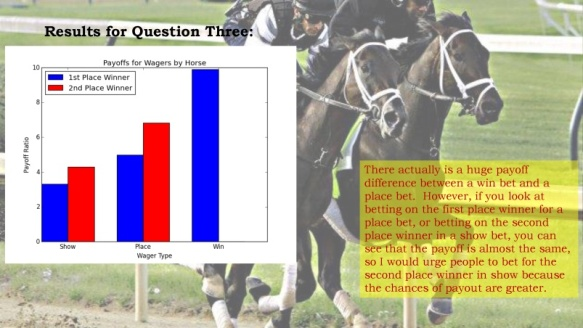 Results for Question Three:
Payoffs for Wagers by Horse
1st Place Winner
2nd Place Winner
10
8
6
4
2
0
Payoff Ratio
Show Place Win
Wager Type
There actually is a huge payoff
difference between a win bet and a
place bet. However, if you look at
betting on the first place winner for a
place bet, or betting on the second
place winner in a show bet, you can
see that the payoff is almost the same,
so I would urge people to bet for the
second place winner in show because
the chances of payout are greater.